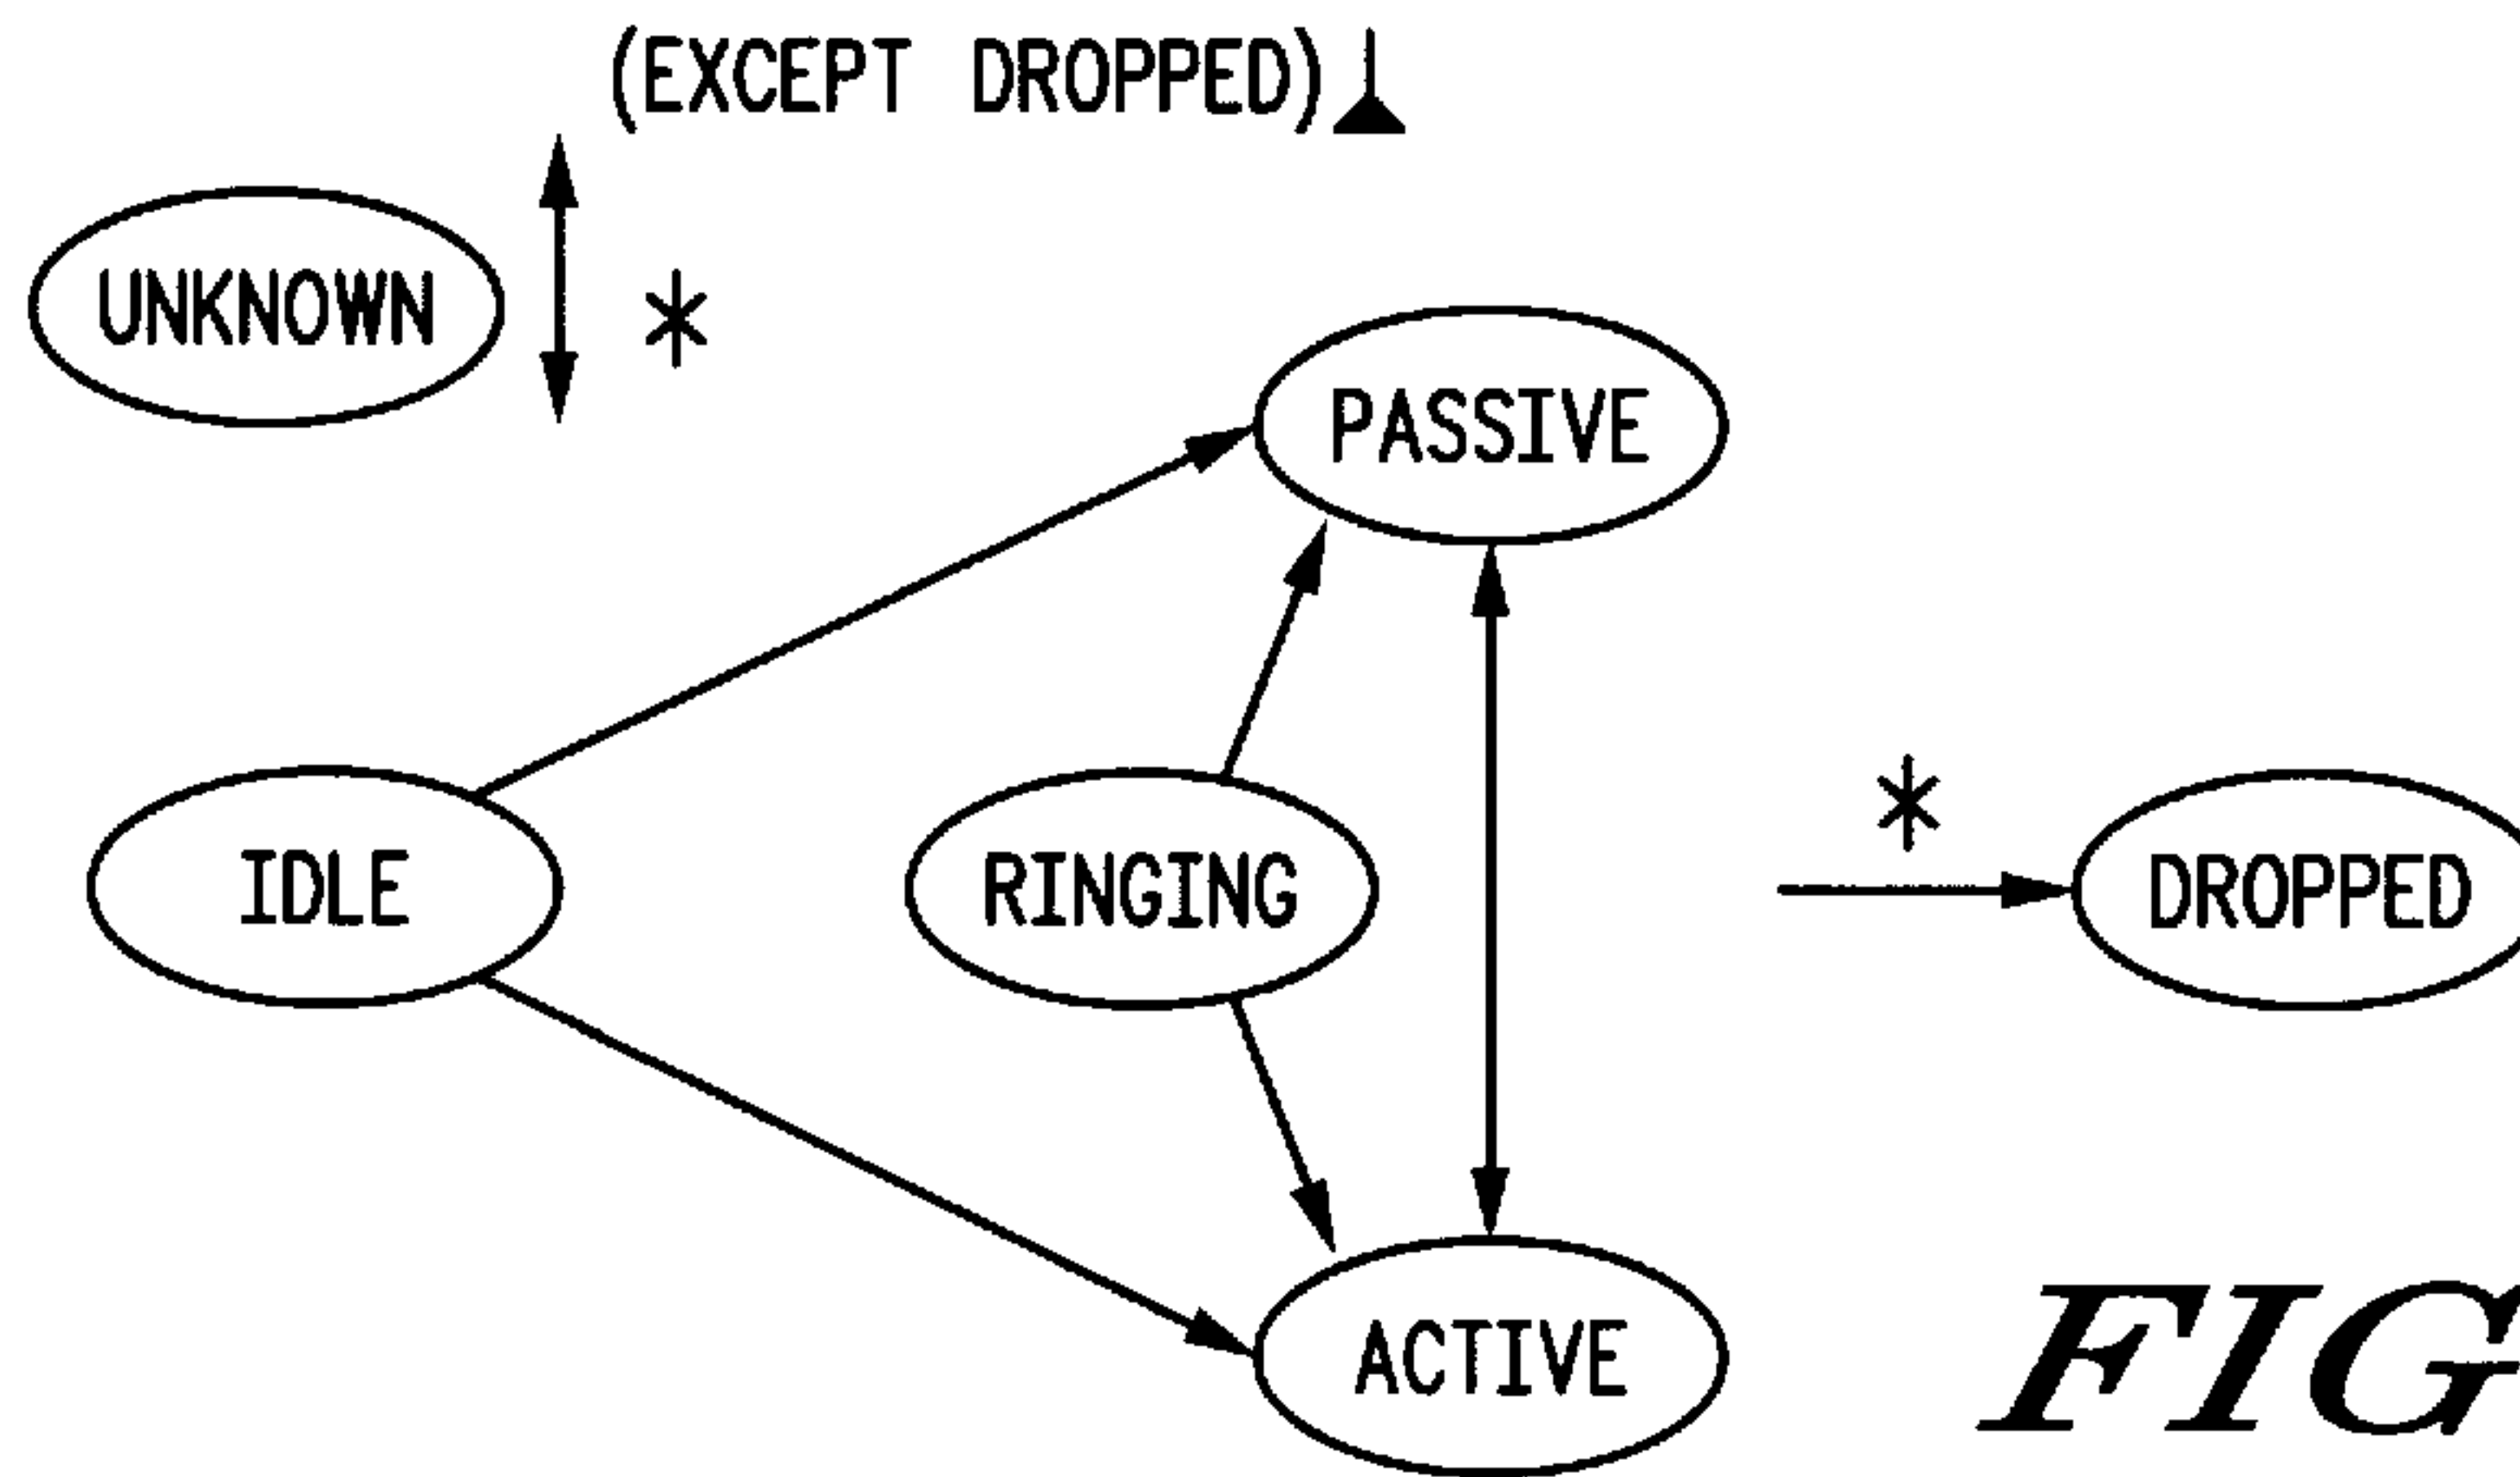 (EXCEPT DROPPED)
UNKNOWN
*
PASSIVE
IDLE
RINGING
*
DROPPED
ACTIVE
FIG